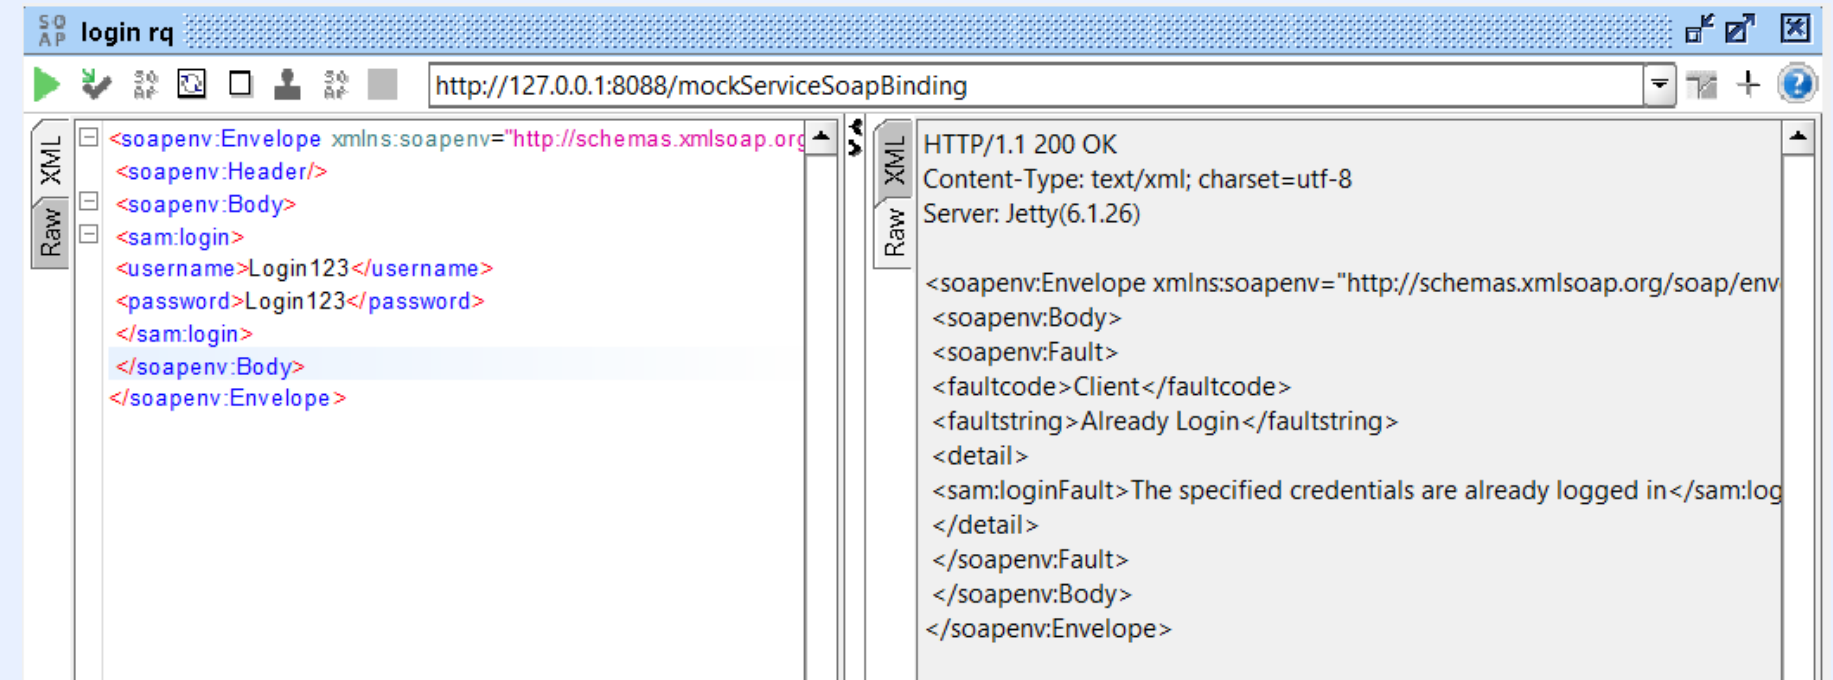 SO AP login rq
http://127.0.0.1:8088/mockServiceSoapBinding
XML
Raw
<soapenv:Envelope xmlns:soapenv="http://schemas.xmlsoap.org
<soapenv:Header/>
<soapenv:Body>
<sam:login>
<username>Login123</username>
<password>Login123</password>
</sam:login>
</soapenv:Body>
</soapenv:Envelope>
XML
Raw
HTTP/1.1 200 OK
Content-Type: text/xml; charset=utf-8
Server: Jetty(6.1.26)
<soapenv:Envelope xmlns:soapenv="http://schemas.xmlsoap.org/soap/env
<soapenv:Body>
<soapenv:Fault>
<faultcode>Client</faultcode>
<faultstring>Already Login</faultstring>
<detail>
<sam:loginFault>The specified credentials are already logged in</sam:log
</detail>
</soapenv:Fault>
</soapenv:Body>
</soapenv:Envelope>